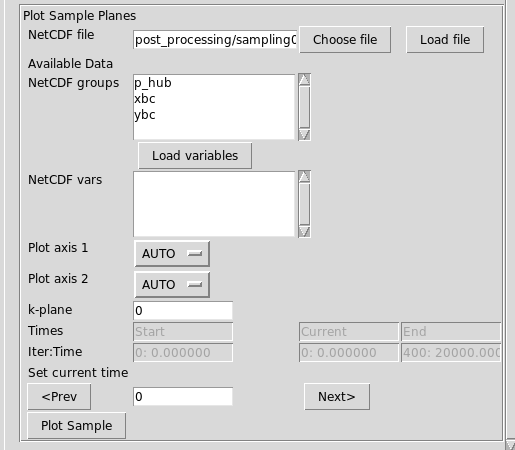 Plot Sample Planes
NetCDF file post_processing/sampling Choose file Load file
Available Data
NetCDF groups p_hub
xbc
ybc
Load variables
NetCDF vars
Plot axis 1 AUTO
Plot axis 2 AUTO
k-plane 0
Times Start Current End
Iter:Time 0: 0.000000 0: 0.000000 400: 20000.00
Set current time
<Prev 0 Next>
Plot Sample